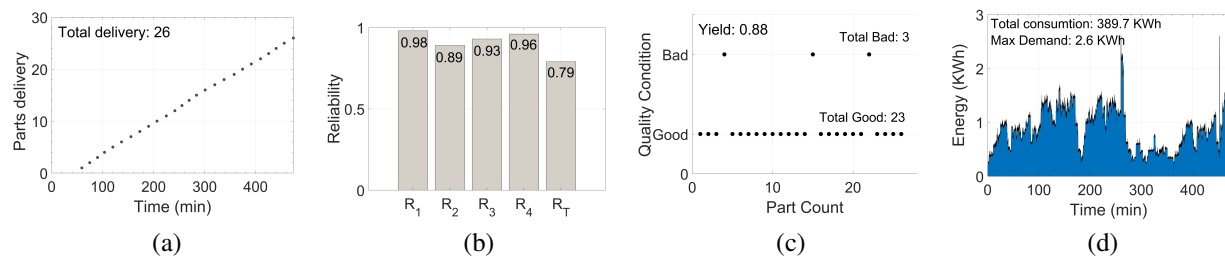 Total delivery: 26
Parts delivery
30
20
10
0
0 100 200 300 400
Time (min)
(a)
Reliability
1
0.5
0
0.98
0.89
0.93
0.96
0.79
R1 R2 R3 R4 RT
(b)
Yield: 0.88
Total Bad: 3
Quality Condition
Bad
Total Good: 23
Good
0
0 10 20
Part Count
(c)
Total consumtion: 389.7 KWh
Max Demand: 2.6 KWh
Energy (KWh)
3
2
1
0
0 100 200 300 400
Time (min)
(d)